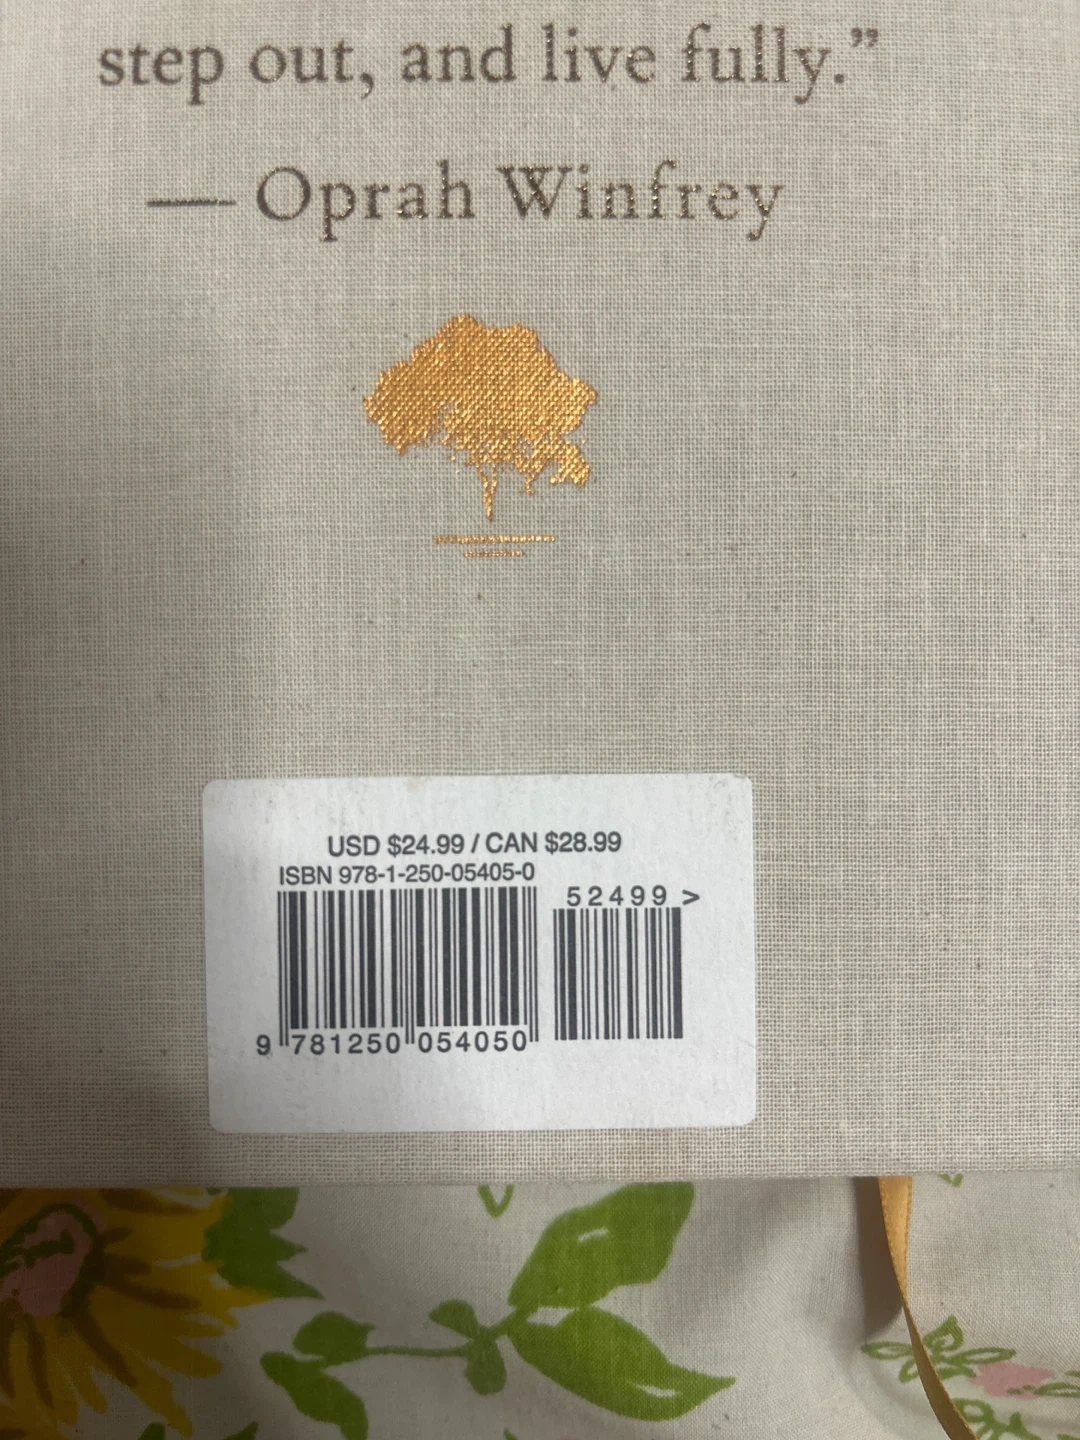 step out, and live fully.”
— Oprah Winfrey
USD $24.99 / CAN $28.99
ISBN 978-1-250-05405-0
52499 >
9 781250 054050